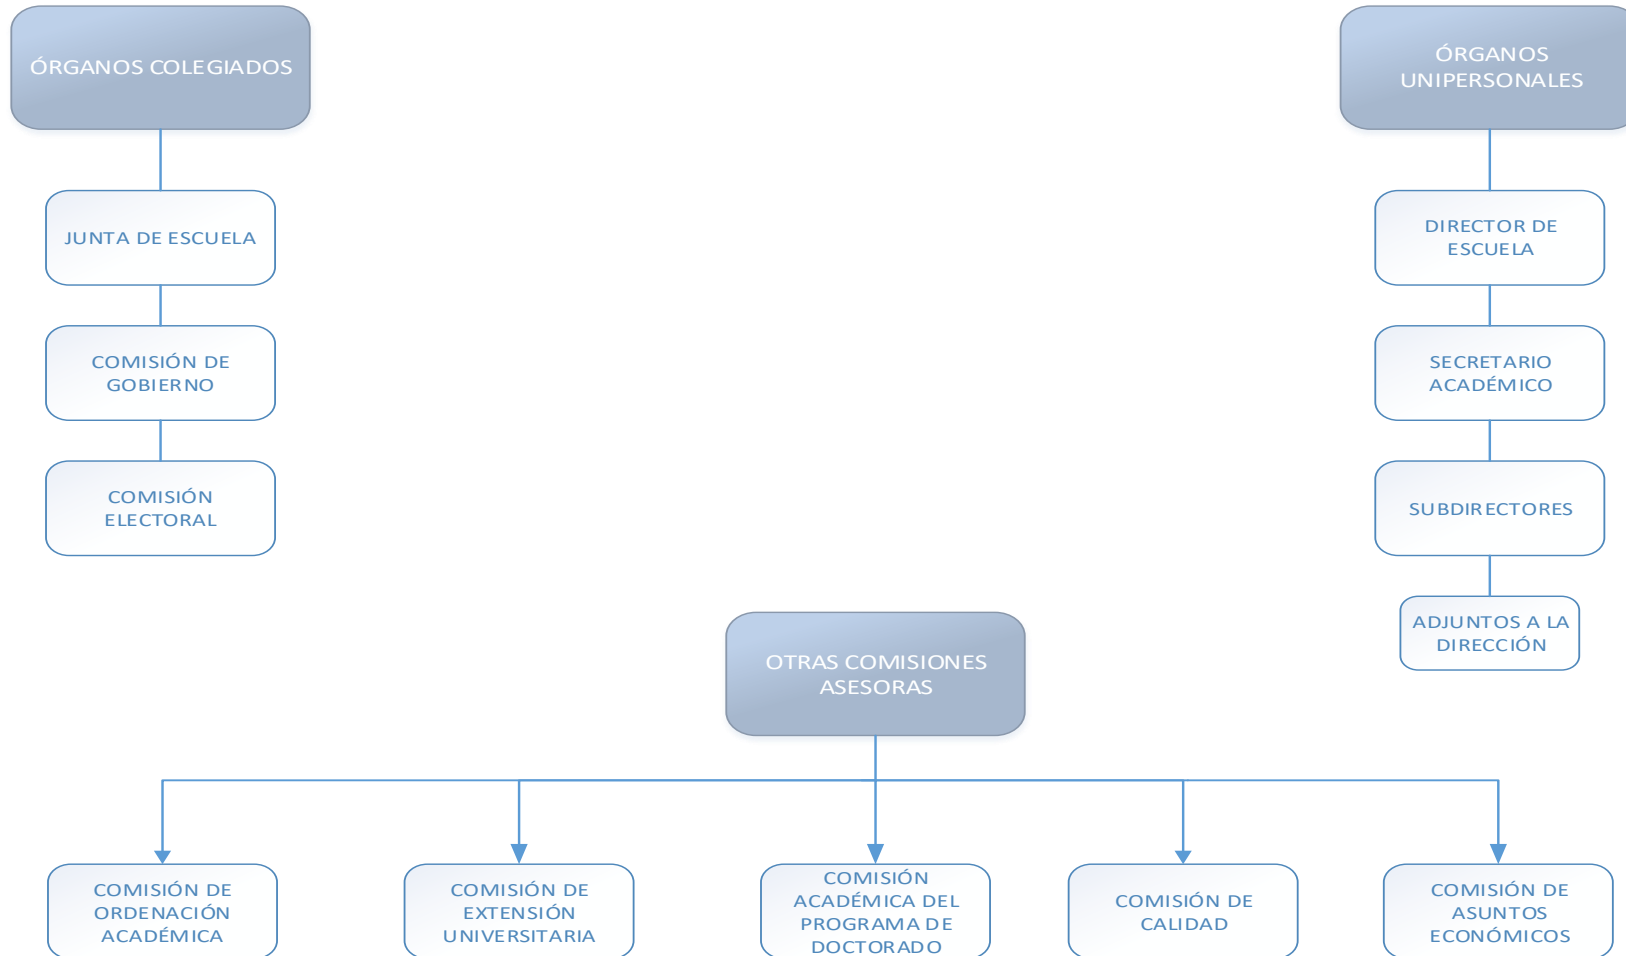 ÓRGANOS COLEGIADOS
JUNTA DE ESCUELA
COMISIÓN DE
GOBIERNO
COMISIÓN
ELECTORAL
ÓRGANOS
UNIPERSONALES
DIRECTOR DE
ESCUELA
SECRETARIO
ACADÉMICO
SUBDIRECTORES
ADJUNTOS A LA
DIRECCIÓN
OTRAS COMISIONES
ASESORAS
COMISIÓN DE
ORDENACIÓN
ACADÉMICA
COMISIÓN DE
EXTENSIÓN
UNIVERSITARIA
COMISIÓN
ACADÉMICA DEL
PROGRAMA DE
DOCTORADO
COMISIÓN DE
CALIDAD
COMISIÓN DE
ASUNTOS
ECONÓMICOS